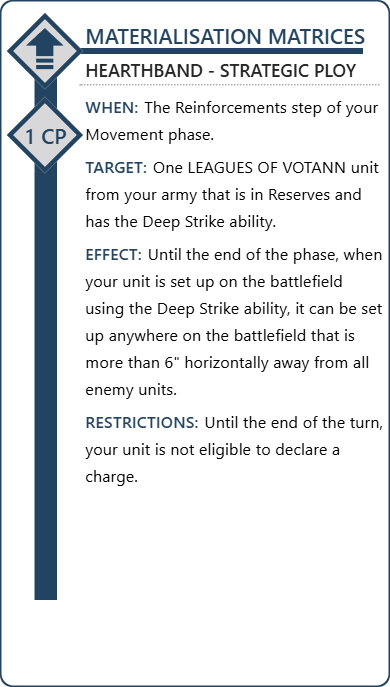 MATERIALISATION MATRICES
HEARTHBAND - STRATEGIC PLOY
1 CP
WHEN: The Reinforcements step of your
Movement phase.
TARGET: One LEAGUES OF VOTANN unit
from your army that is in Reserves and
has the Deep Strike ability.
EFFECT: Until the end of the phase, when
your unit is set up on the battlefield
using the Deep Strike ability, it can be set
up anywhere on the battlefield that is
more than 6" horizontally away from all
enemy units.
RESTRICTIONS: Until the end of the turn,
your unit is not eligible to declare a
charge.